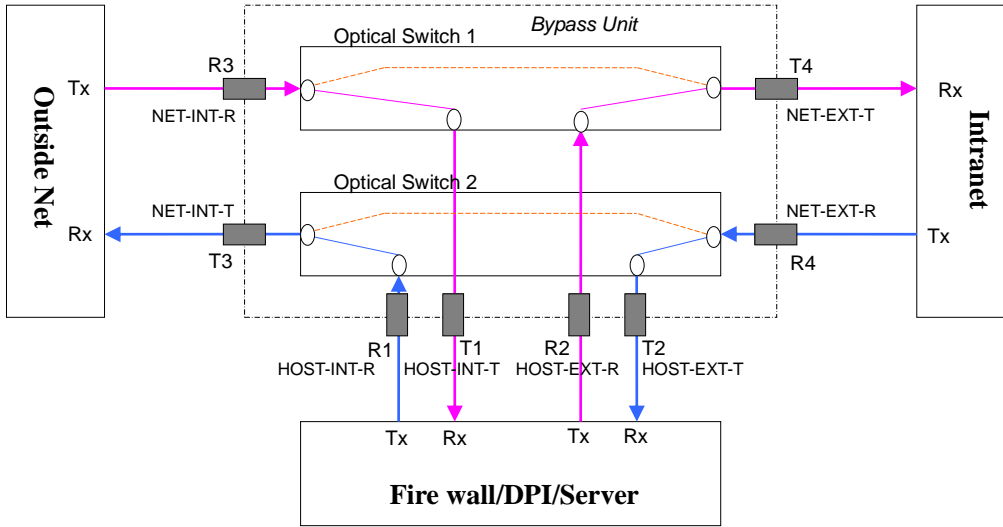 Bypass Unit
Optical Switch 1
R3
T4
Tx
Rx
NET-INT-R
NET-EXT-T
Outside Net
Intranet
Optical Switch 2
NET-INT-T
NET-EXT-R
Rx
Tx
T3
R4
R1
T1
R2
T2
HOST-INT-R
HOST-INT-T
HOST-EXT-R
HOST-EXT-T
Tx
Rx
Tx
Rx
Fire wall/DPI/Server